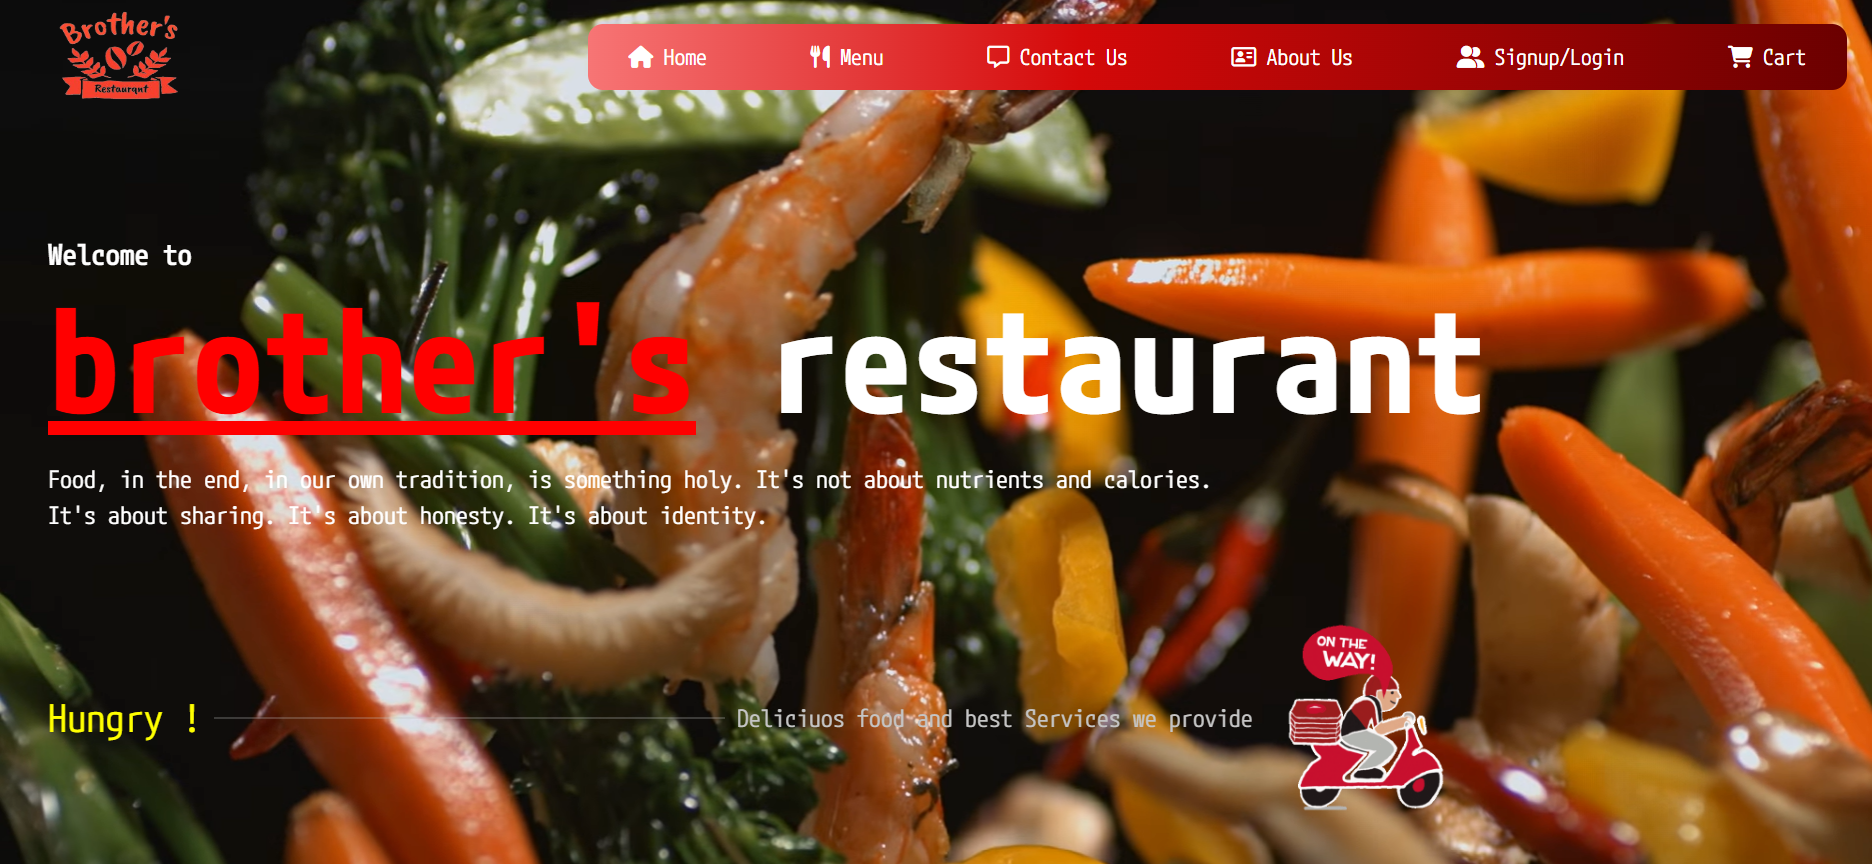 Brother's
Restaurant
Home Menu Contact Us About Us Signup/Login Cart
Welcome to
brother's restaurant
Food, in the end, in our own tradition, is something holy. It's not about nutrients and calories.
It's about sharing. It's about honesty. It's about identity.
ON THE
WAY!
Hungry ! Deliciuos food and best Services we provide